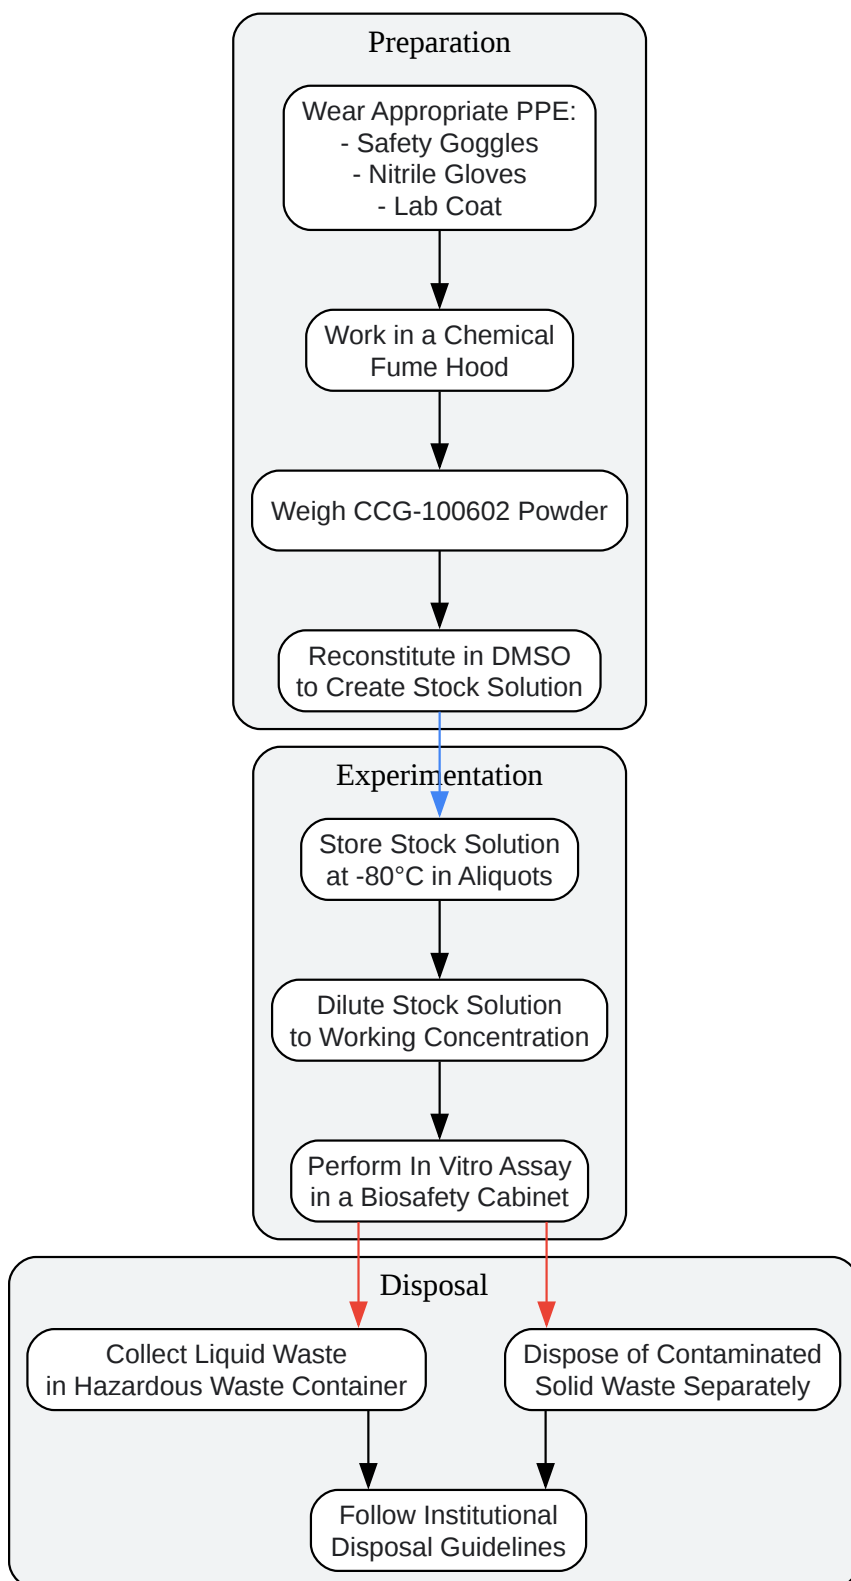 Preparation
Wear Appropriate PPE:
- Safety Goggles
- Nitrile Gloves
- Lab Coat
Work in a Chemical
Fume Hood
Weigh CCG-100602 Powder
Reconstitute in DMSO
to Create Stock Solution
Experimentation
Store Stock Solution
at -80°C in Aliquots
Dilute Stock Solution
to Working Concentration
Perform In Vitro Assay
in a Biosafety Cabinet
Disposal
Collect Liquid Waste
in Hazardous Waste Container
Dispose of Contaminated
Solid Waste Separately
Follow Institutional
Disposal Guidelines